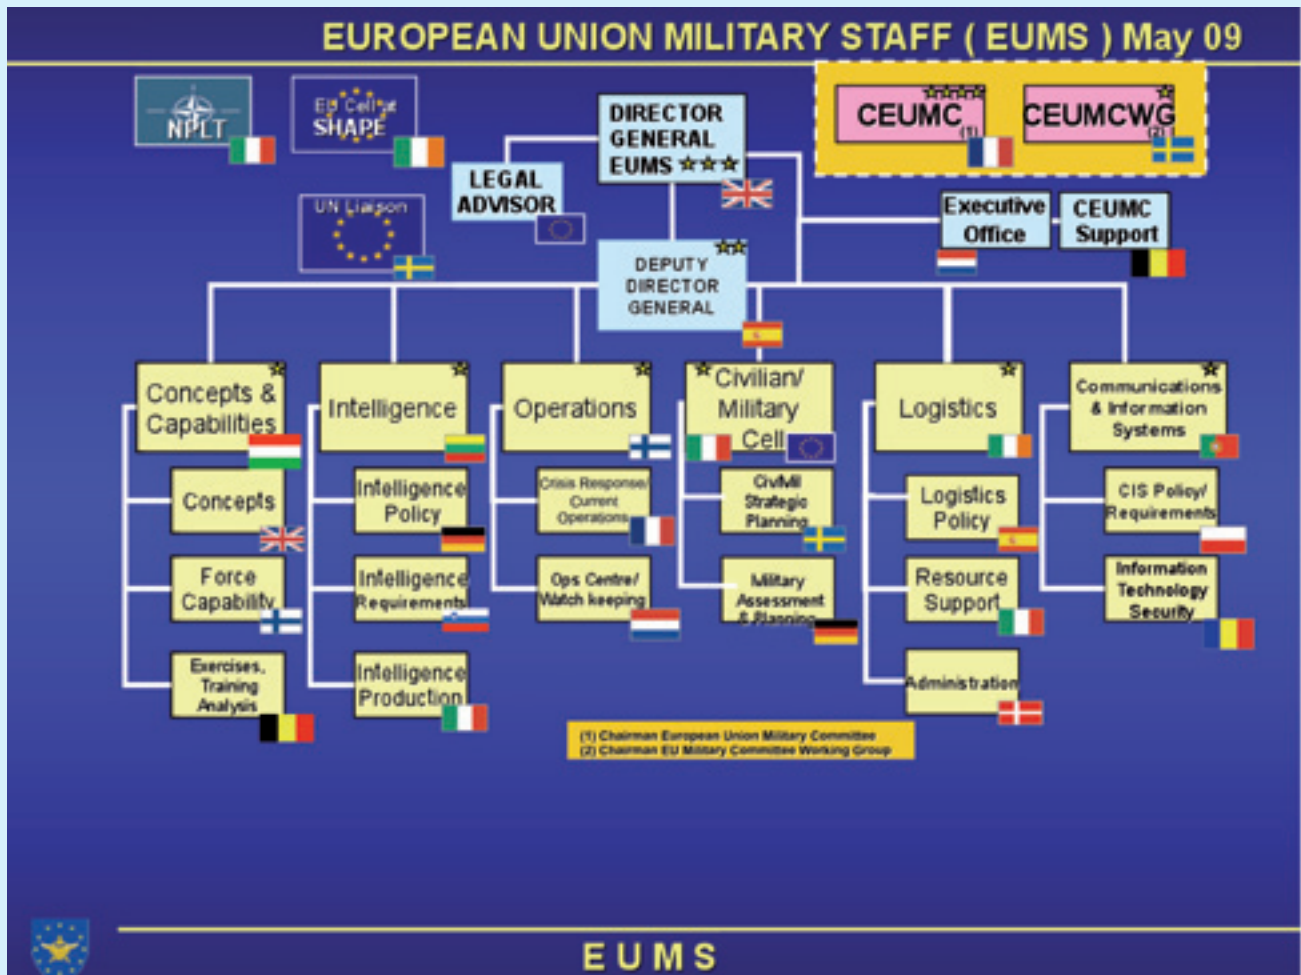 EUROPEAN UNION MILITARY STAFF ( EUMS ) May 09
NPLT
EU Cell at
SHAPE
DIRECTOR
GENERAL
EUMS
CEUMC
(1)
CEUMCWG
(2)
LEGAL
ADVISOR
UN Liaison
Executive
Office
CEUMC
Support
DEPUTY
DIRECTOR
GENERAL
Concepts &
Capabilities
Intelligence
Operations
Civilian/
Military
Cell
Logistics
Communications
& Information
Systems
Concepts
Intelligence
Policy
Crisis Response/
Current
Operations
Civ/Mil
Strategic
Planning
Logistics
Policy
CIS Policy/
Requirements
Force
Capability
Intelligence
Requirements
Ops Centre/
Watch keeping
Military
Assessment
& Planning
Resource
Support
Information
Technology
Security
Exercises,
Training
Analysis
Intelligence
Production
Administration
(1) Chairman European Union Military Committee
(2) Chairman EU Military Committee Working Group
E U M S